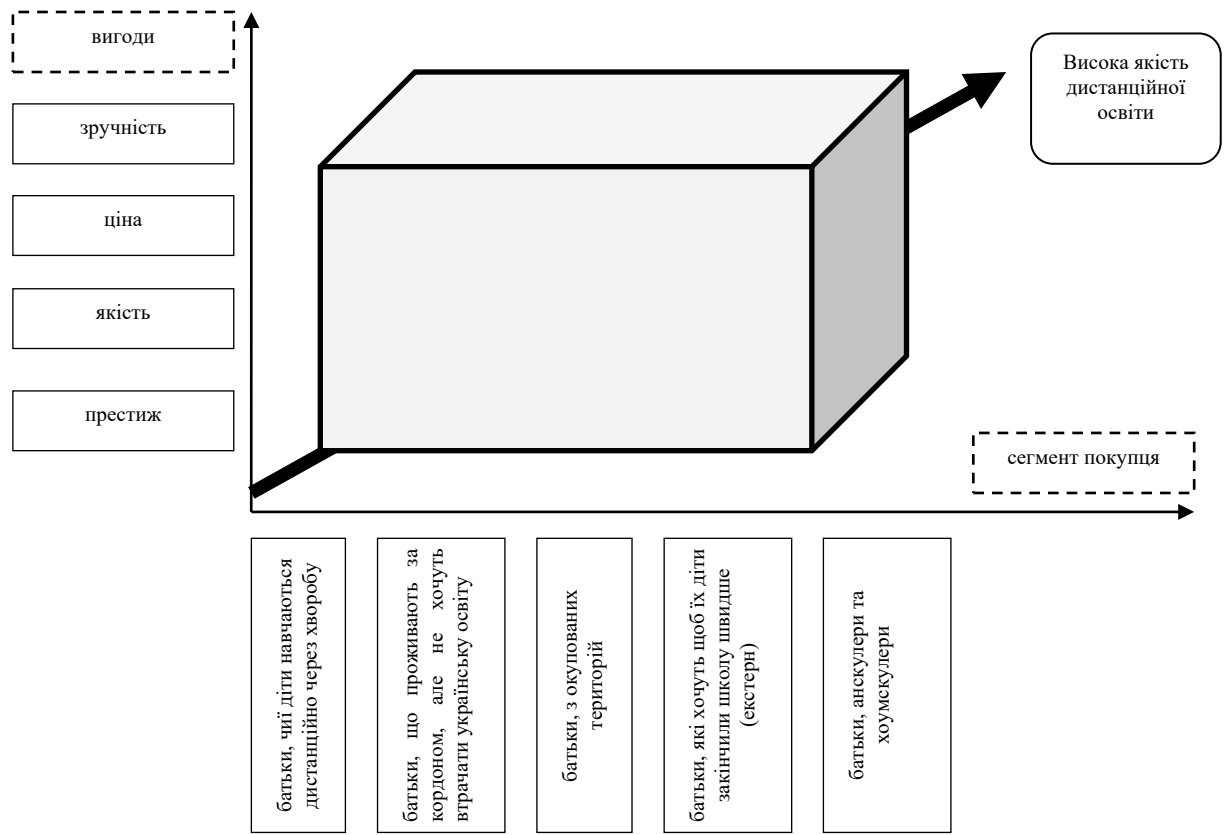 вигоди
Висока якість
дистанційної
освіти
зручність
ціна
якість
престиж
сегмент покупця
батьки, чиї діти навчаються
дистанційно через хворобу
батьки, що проживають за
кордоном, але не хочуть
втрачати українську освіту
батьки, з окупованих
територій
батьки, які хочуть щоб їх діти
закінчили школу швидше
(екстерн)
батьки, анскулери та
хоумскулери